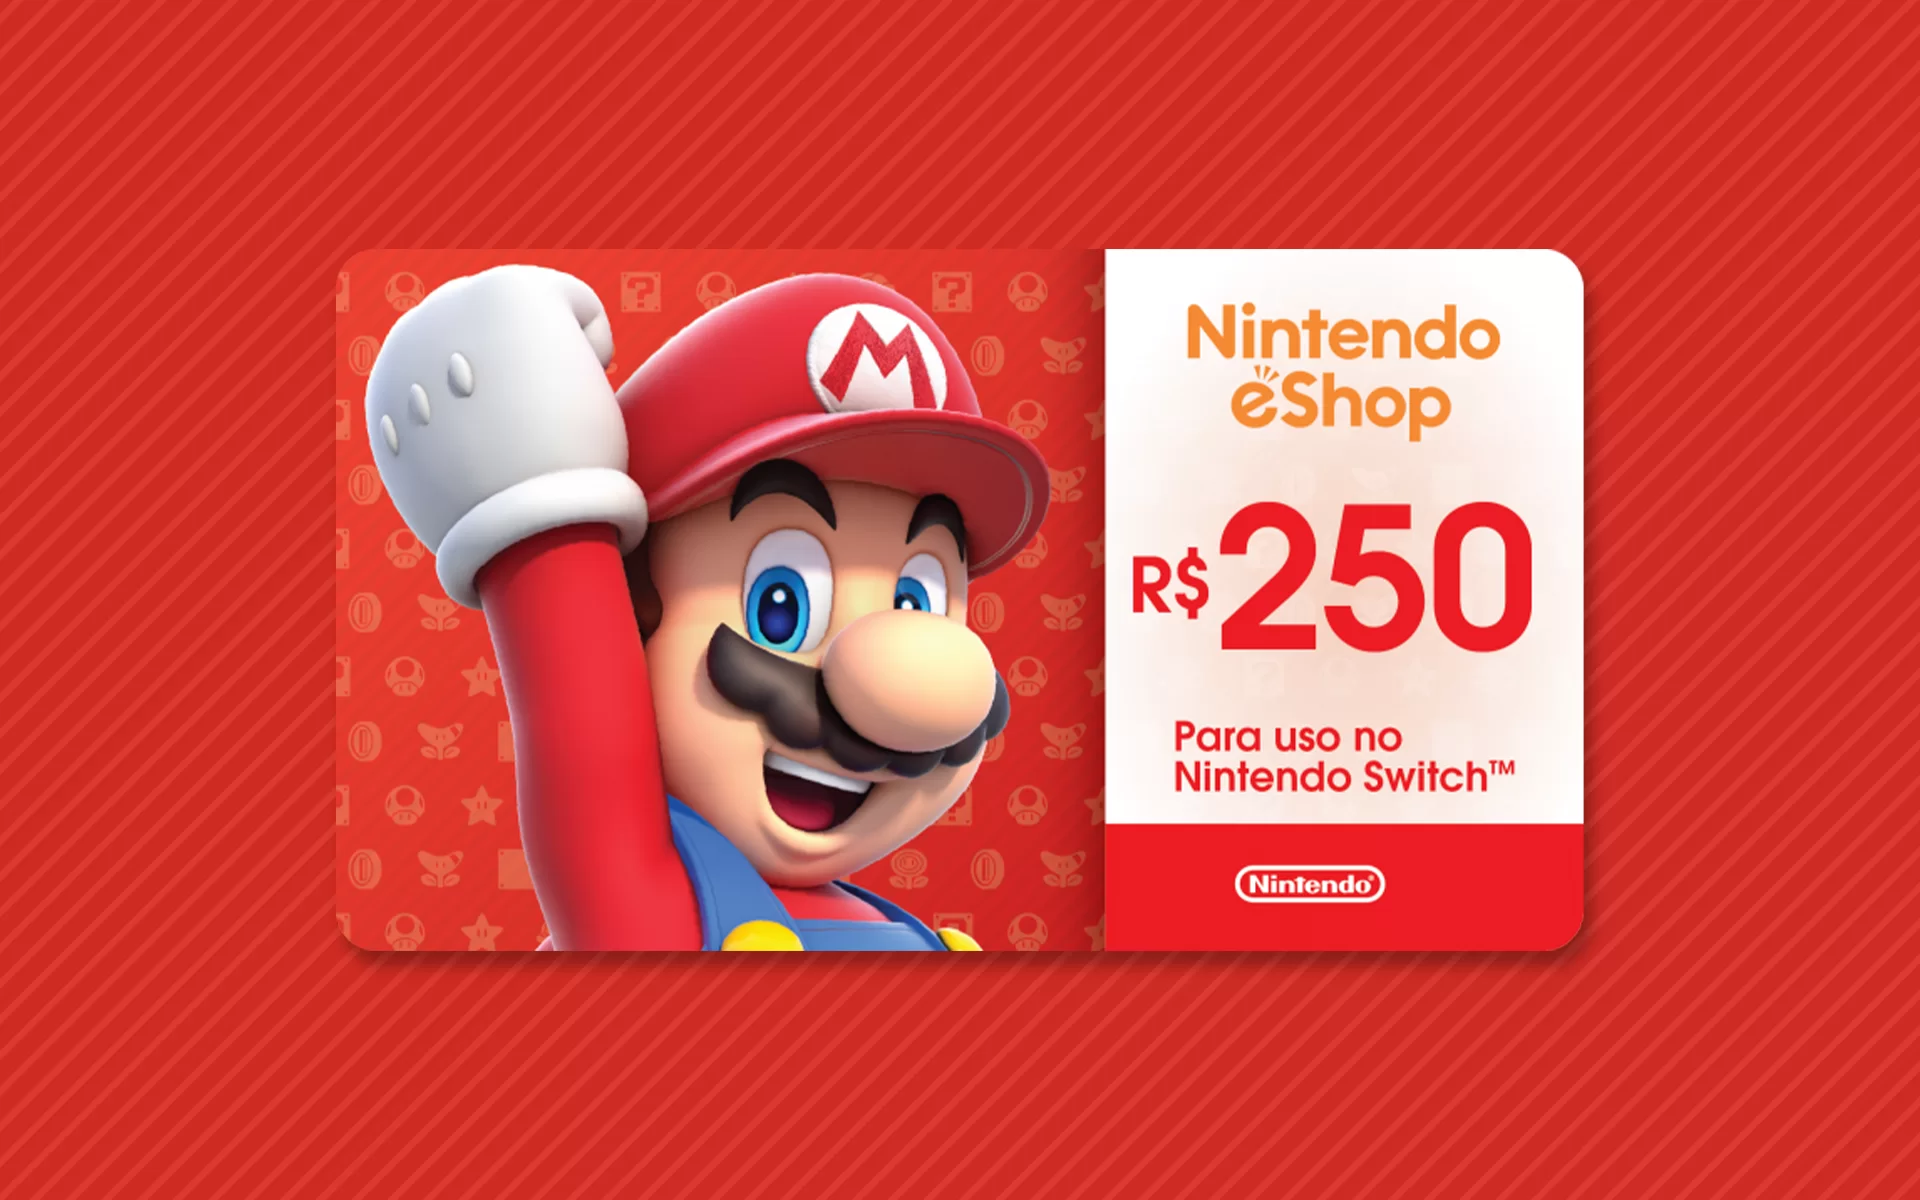 M
Nintendo
eShop
R$250
Para uso no
Nintendo Switch™
Nintendo®